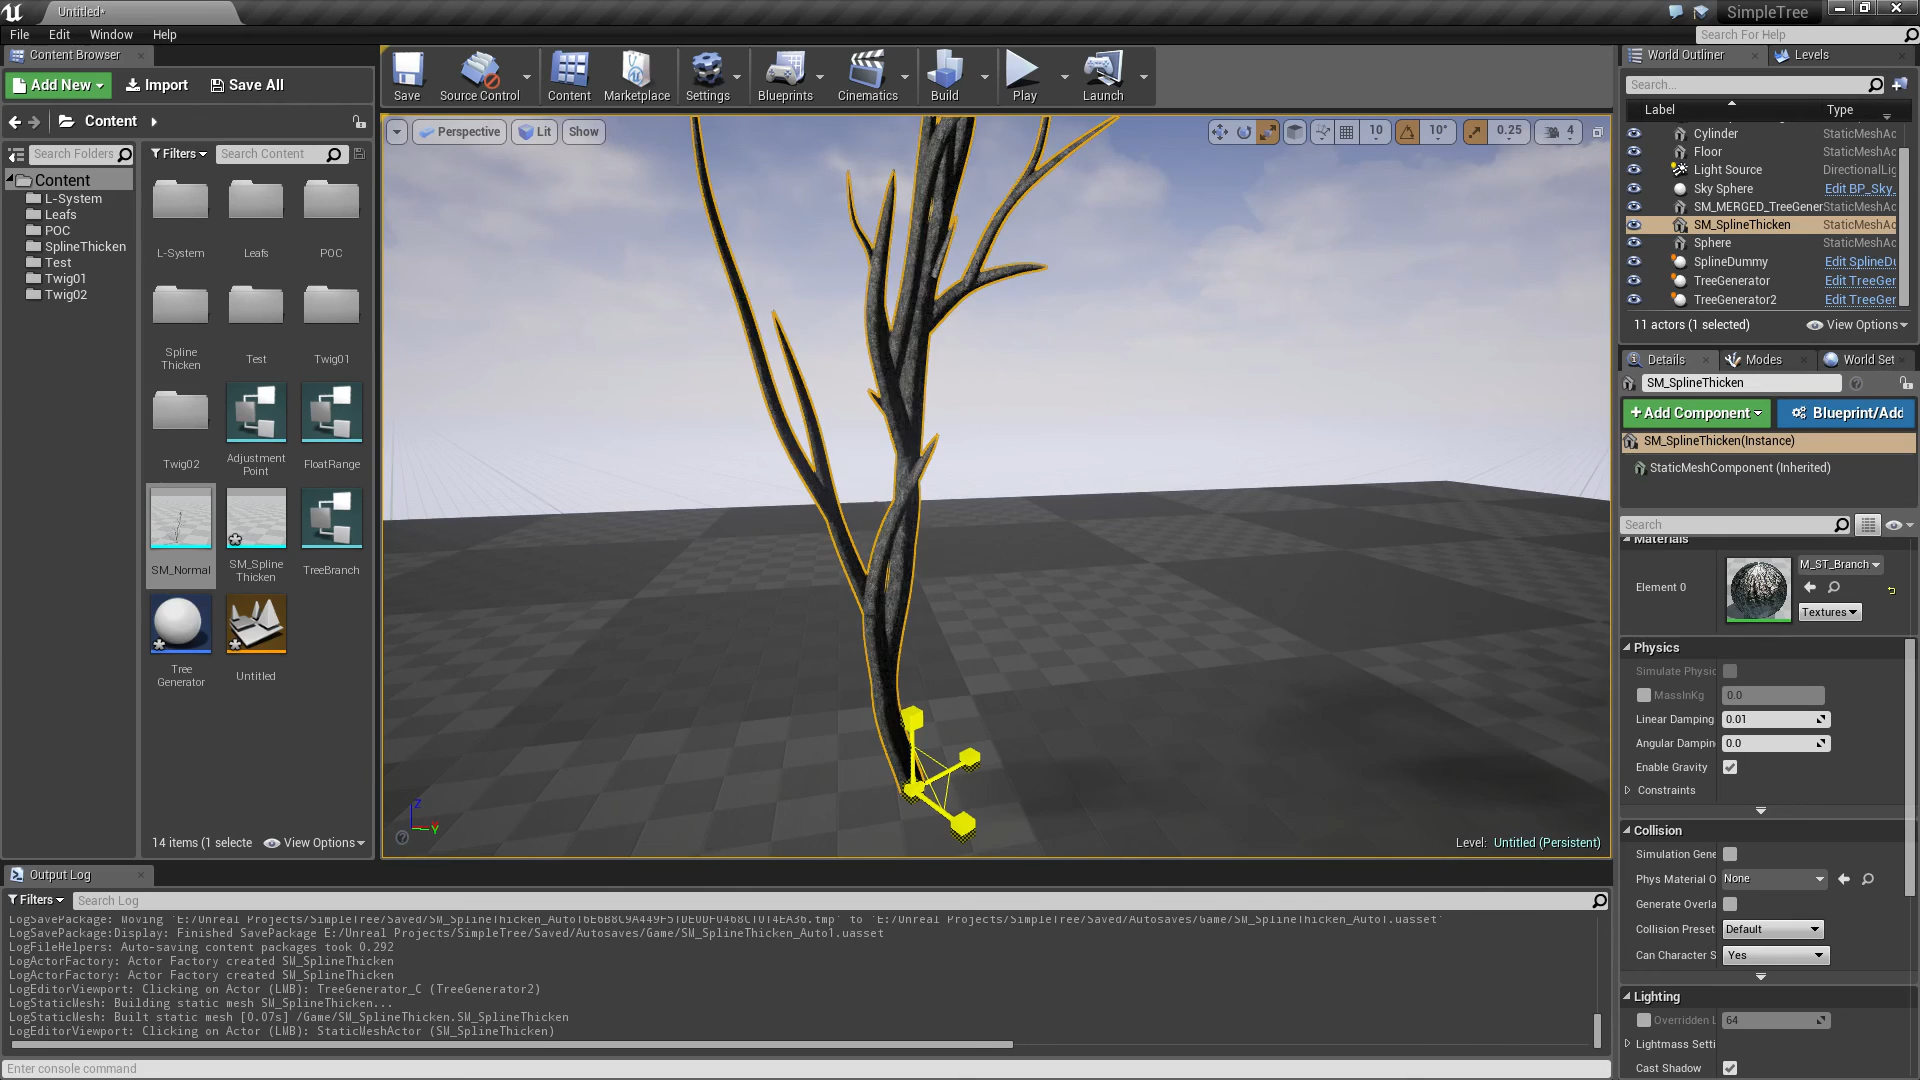 Untitled*
SimpleTree
File Edit Window Help
Search For Help
Content Browser
Add New Import Save All
Content
Search Folders
Filters Search Content
Content
L-System
Leafs
POC
SplineThicken
Test
Twig01
Twig02
L-System Leafs POC
Spline Thicken Test Twig01
Twig02 Adjustment Point FloatRange
SM_Normal SM_Spline Thicken TreeBranch
Tree Generator Untitled
14 items (1 selecte View Options
Save Source Control Content Marketplace Settings Blueprints Cinematics Build Play Launch
Perspective Lit Show
10 10° 0.25 4
Z
Y
Level: Untitled (Persistent)
World Outliner Levels
Search...
Label Type
Cylinder StaticMeshAc
Floor StaticMeshAc
Light Source DirectionalLig
Sky Sphere Edit BP_Sky_
SM_MERGED_TreeGener StaticMeshAc
SM_SplineThicken StaticMeshAc
Sphere StaticMeshAc
SplineDummy Edit SplineDu
TreeGenerator Edit TreeGer
TreeGenerator2 Edit TreeGer
11 actors (1 selected) View Options
Details Modes World Set
SM_SplineThicken
+Add Component Blueprint/Add
SM_SplineThicken(Instance)
StaticMeshComponent (Inherited)
Search
Materials
Element 0 M_ST_Branch
Textures
Physics
Simulate Physic
MassInKg 0.0
Linear Damping 0.01
Angular Dampin 0.0
Enable Gravity
Constraints
Collision
Simulation Gene
Phys Material O None
Generate Overla
Collision Preset Default
Can Character S Yes
Lighting
Overridden L 64
Lightmass Setti
Cast Shadow
Output Log
Filters Search Log
LogSavePackage:Display: Finished SavePackage E:/Unreal Projects/SimpleTree/Saved/Autosaves/Game/SM_SplineThicken_Auto1.uasset
LogFileHelpers: Auto-saving content packages took 0.292
LogActorFactory: Actor Factory created SM_SplineThicken
LogActorFactory: Actor Factory created SM_SplineThicken
LogEditorViewport: Clicking on Actor (LMB): TreeGenerator_C (TreeGenerator2)
LogStaticMesh: Building static mesh SM_SplineThicken...
LogStaticMesh: Built static mesh [0.07s] /Game/SM_SplineThicken.SM_SplineThicken
LogEditorViewport: Clicking on Actor (LMB): StaticMeshActor (SM_SplineThicken)
Enter console command